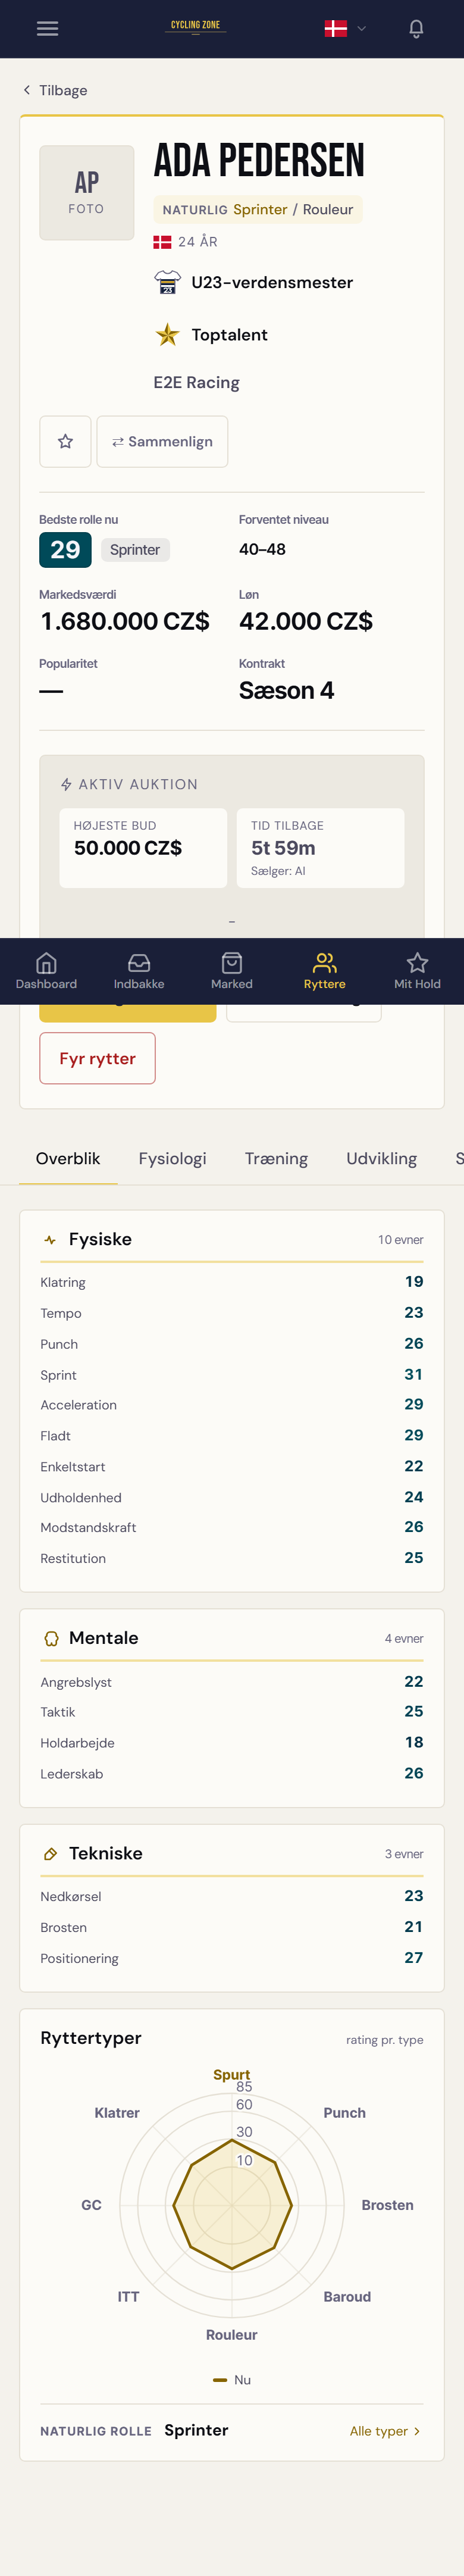 CYCLING ZONE
Tilbage
AP
FOTO
ADA PEDERSEN
NATURLIG Sprinter / Rouleur
24 ÅR
23
U23-verdensmester
Toptalent
E2E Racing
Sammenlign
Bedste rolle nu
29 Sprinter
Forventet niveau
40–48
Markedsværdi
1.680.000 CZ$
Løn
42.000 CZ$
Popularitet
—
Kontrakt
Sæson 4
AKTIV AUKTION
HØJESTE BUD
50.000 CZ$
TID TILBAGE
5t 59m
Sælger: AI
–
Dashboard
Indbakke
Marked
Ryttere
Mit Hold
Fyr rytter
Overblik Fysiologi Træning Udvikling S
Fysiske 10 evner
Klatring 19
Tempo 23
Punch 26
Sprint 31
Acceleration 29
Fladt 29
Enkeltstart 22
Udholdenhed 24
Modstandskraft 26
Restitution 25
Mentale 4 evner
Angrebslyst 22
Taktik 25
Holdarbejde 18
Lederskab 26
Tekniske 3 evner
Nedkørsel 23
Brosten 21
Positionering 27
Ryttertyper rating pr. type
Spurt
85
60
30
10
Klatrer
Punch
GC
Brosten
ITT
Baroud
Rouleur
Nu
NATURLIG ROLLE Sprinter Alle typer